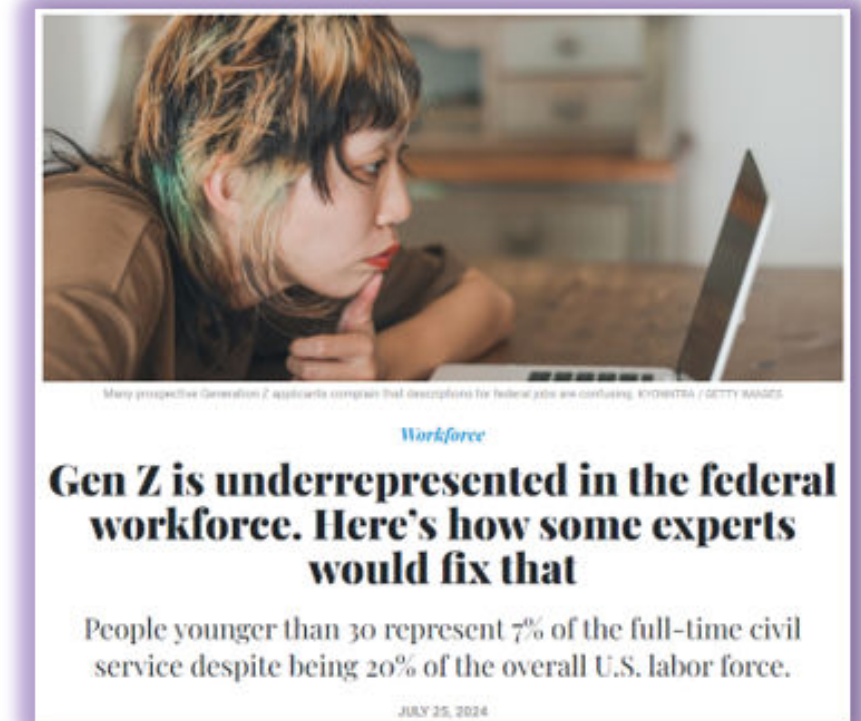 Many prospective Generation Z applicants complain that descriptions for federal jobs are confusing. KYONNTRA / GETTY IMAGES
Workforce
Gen Z is underrepresented in the federal
workforce. Here's how some experts
would fix that
People younger than 30 represent 7% of the full-time civil
service despite being 20% of the overall U.S. labor force.
JULY 25, 2024